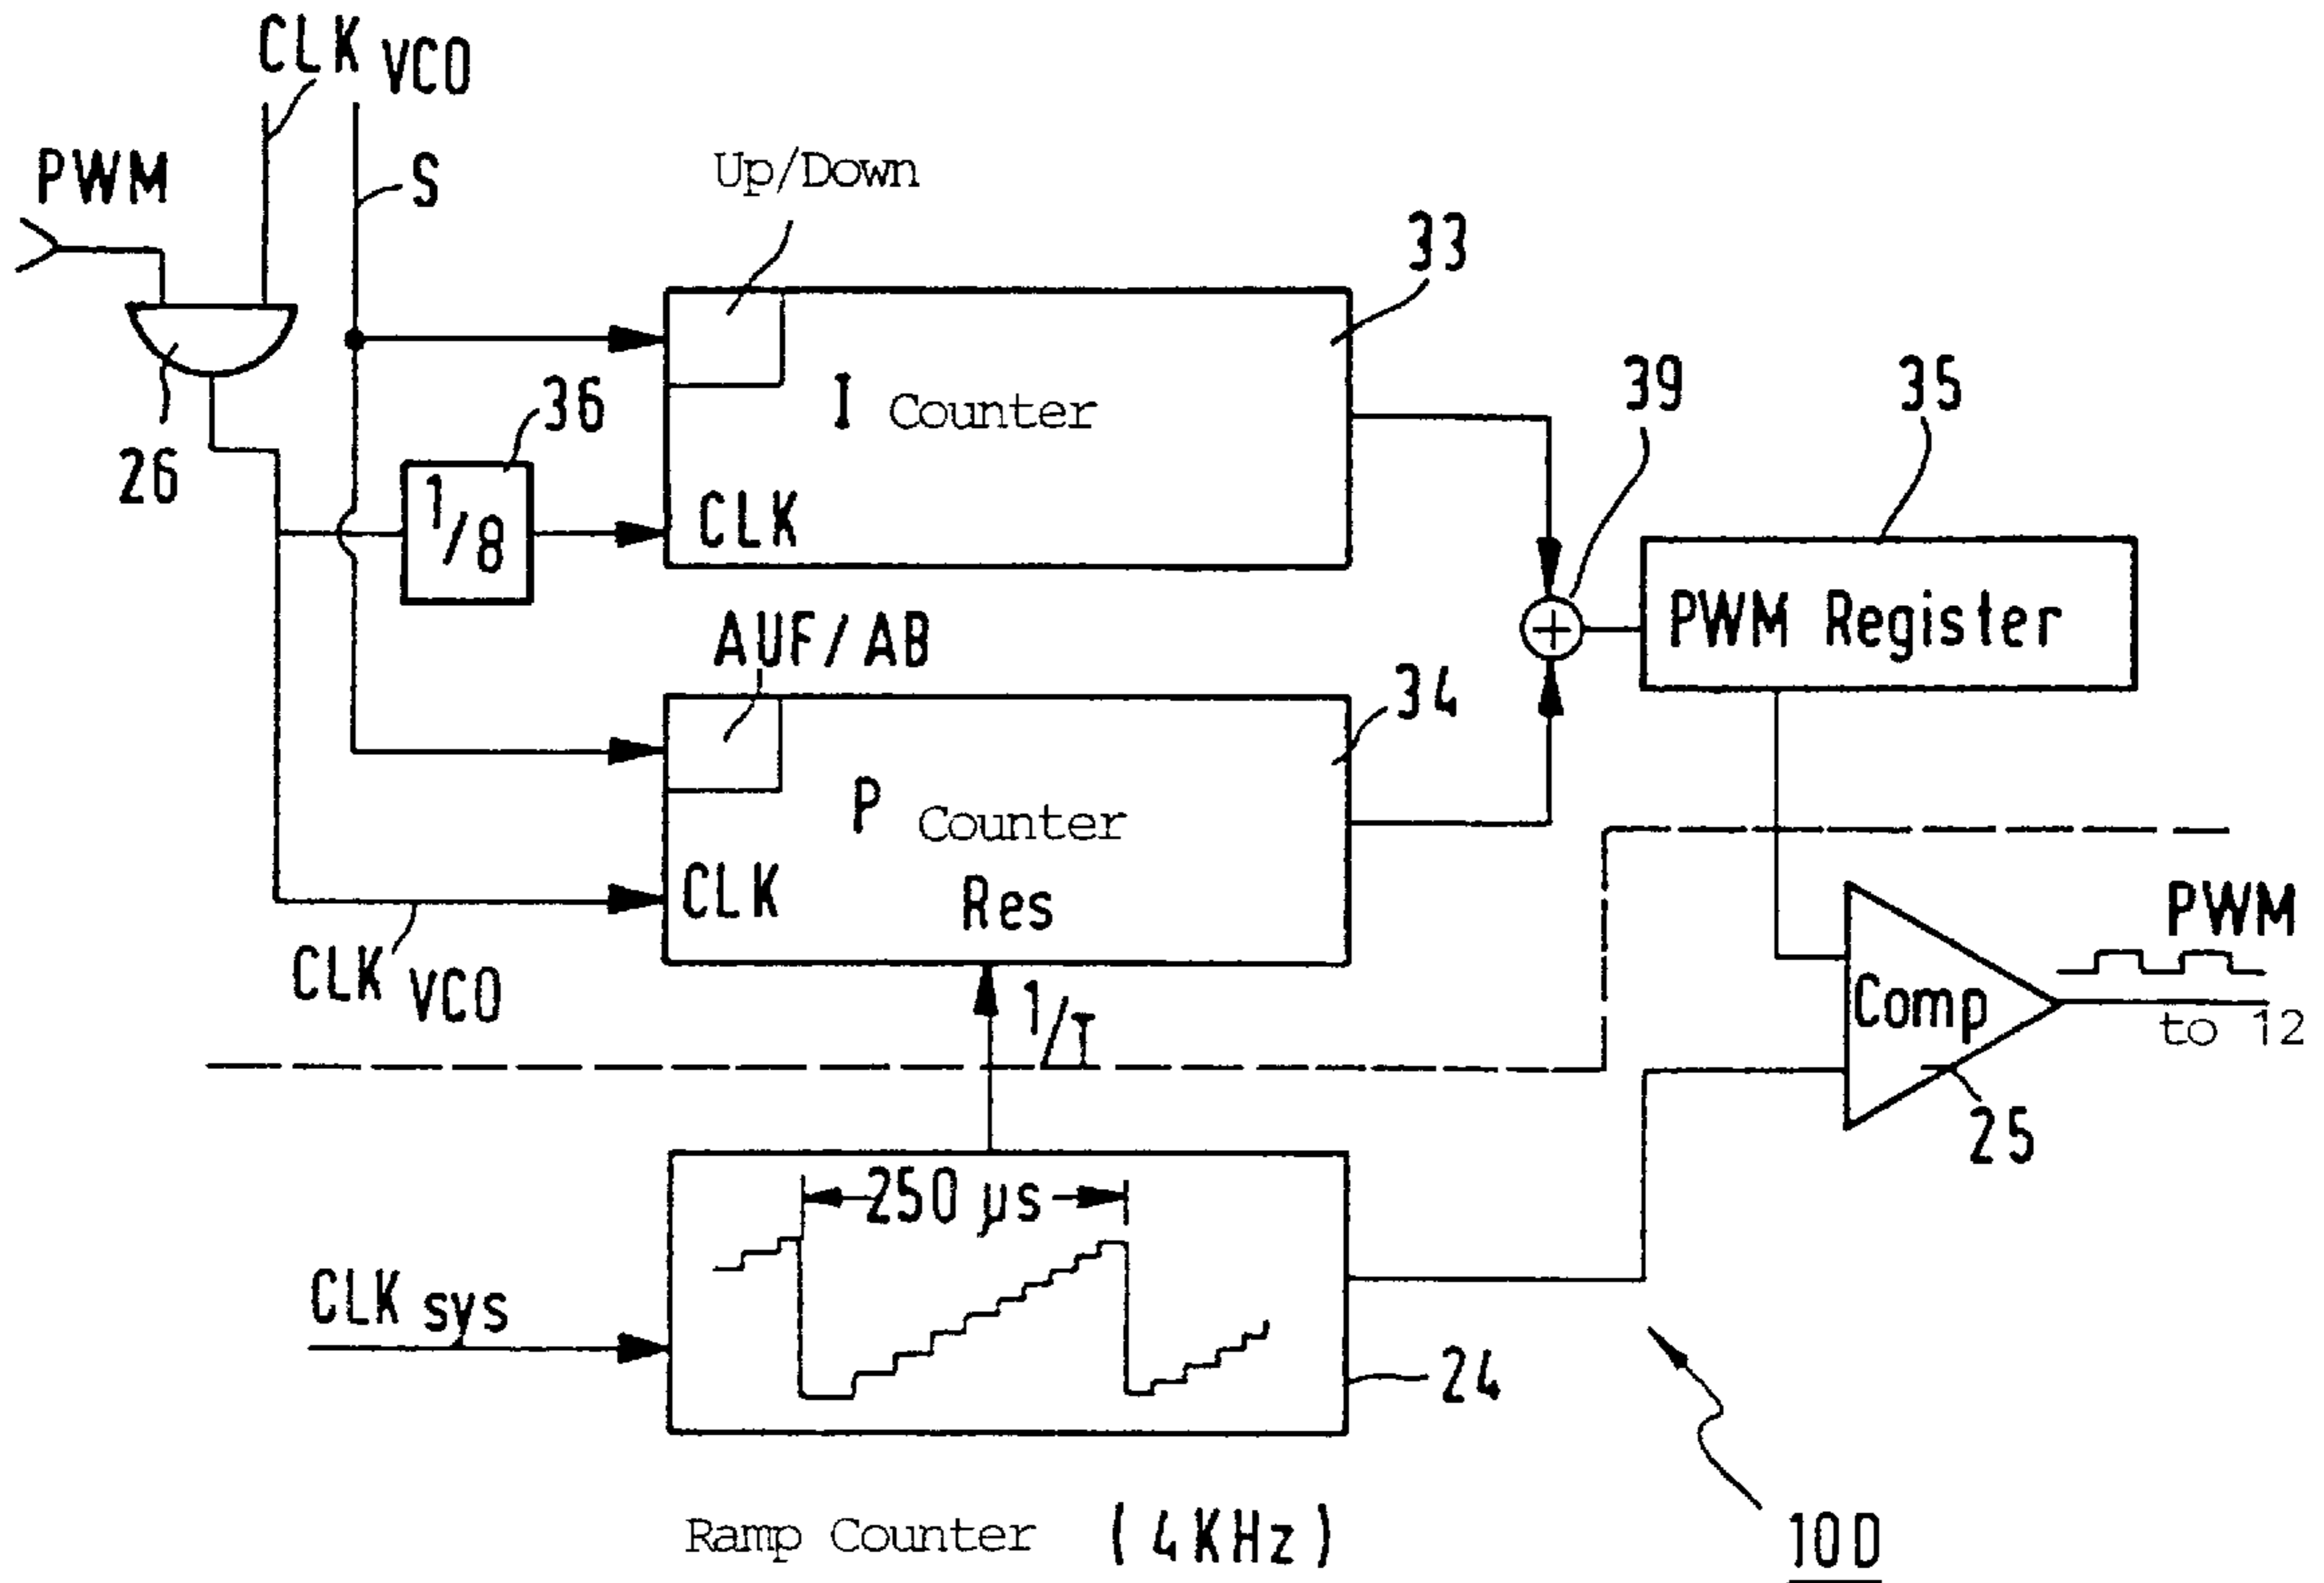 CLK VCO
PWM
S
Up/Down
33
26
36
1/8
I Counter
CLK
39
35
PWM Register
AUF/AB
34
P Counter
CLK
Res
CLK VCO
1/T
PWM
Comp
to 12
25
250 µs
CLK sys
24
Ramp Counter (4KHz)
10D